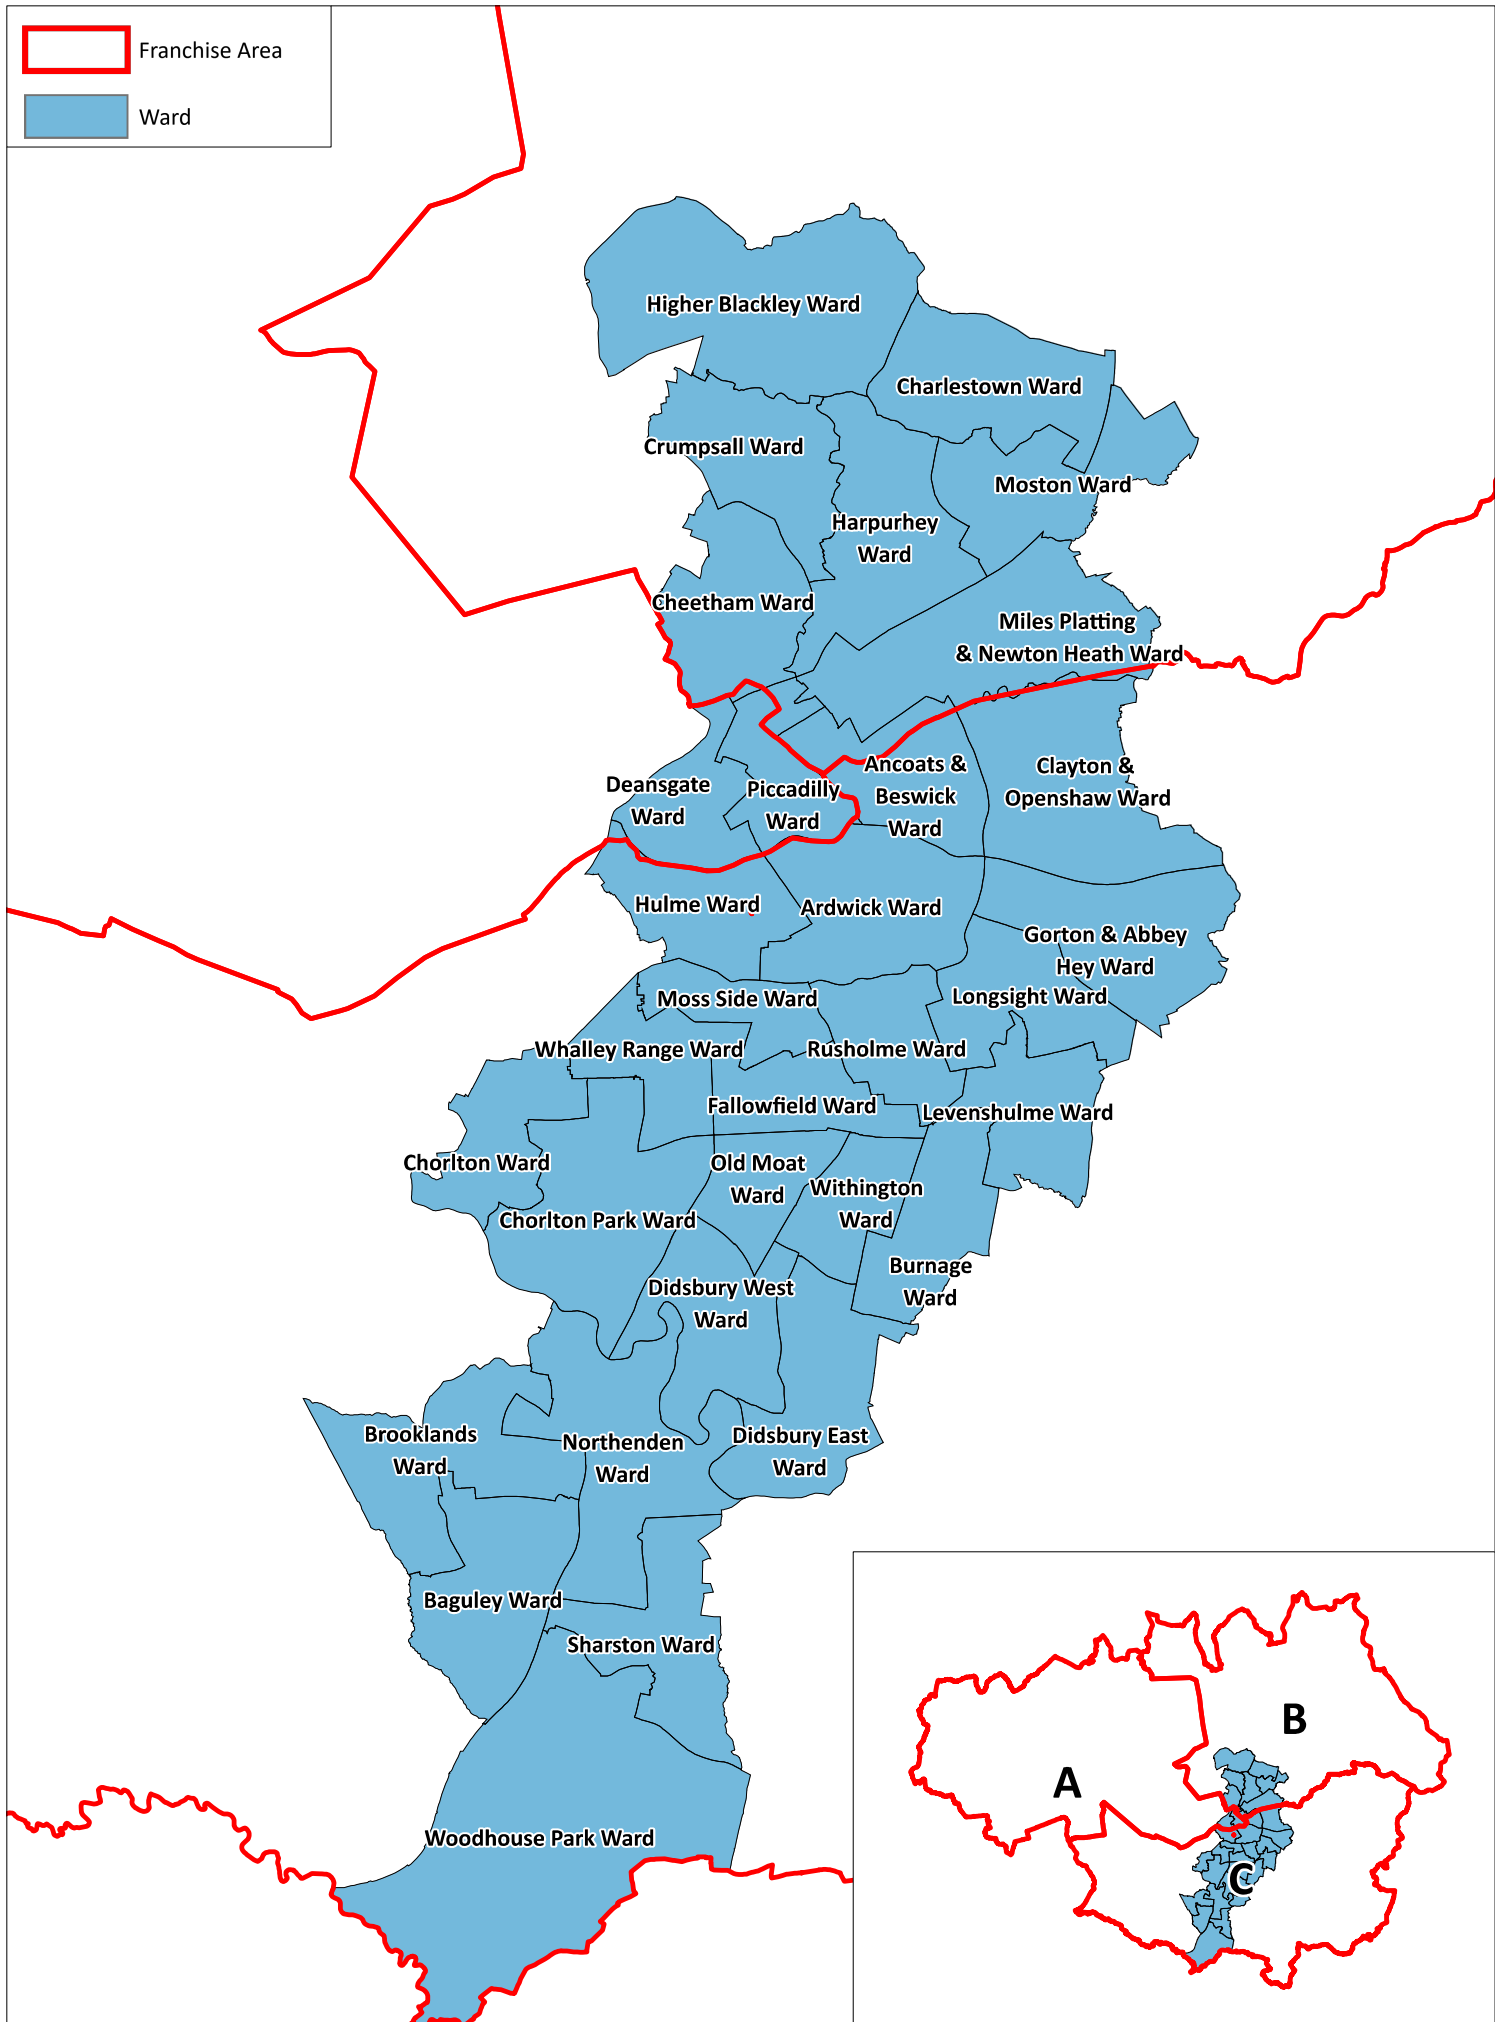 Franchise Area
Ward
Higher Blackley Ward
Charlestown Ward
Crumpsall Ward
Moston Ward
Harpurhey
Ward
Cheetham Ward
Miles Platting
& Newton Heath Ward
Ancoats &
Beswick
Ward
Clayton &
Openshaw Ward
Deansgate
Ward
Piccadilly
Ward
Hulme Ward
Ardwick Ward
Gorton & Abbey
Hey Ward
Moss Side Ward
Longsight Ward
Whalley Range Ward
Rusholme Ward
Fallowfield Ward
Levenshulme Ward
Chorlton Ward
Old Moat
Ward
Withington
Ward
Chorlton Park Ward
Burnage
Ward
Didsbury West
Ward
Brooklands
Ward
Northenden
Ward
Didsbury East
Ward
Baguley Ward
Sharston Ward
Woodhouse Park Ward
B
A
C